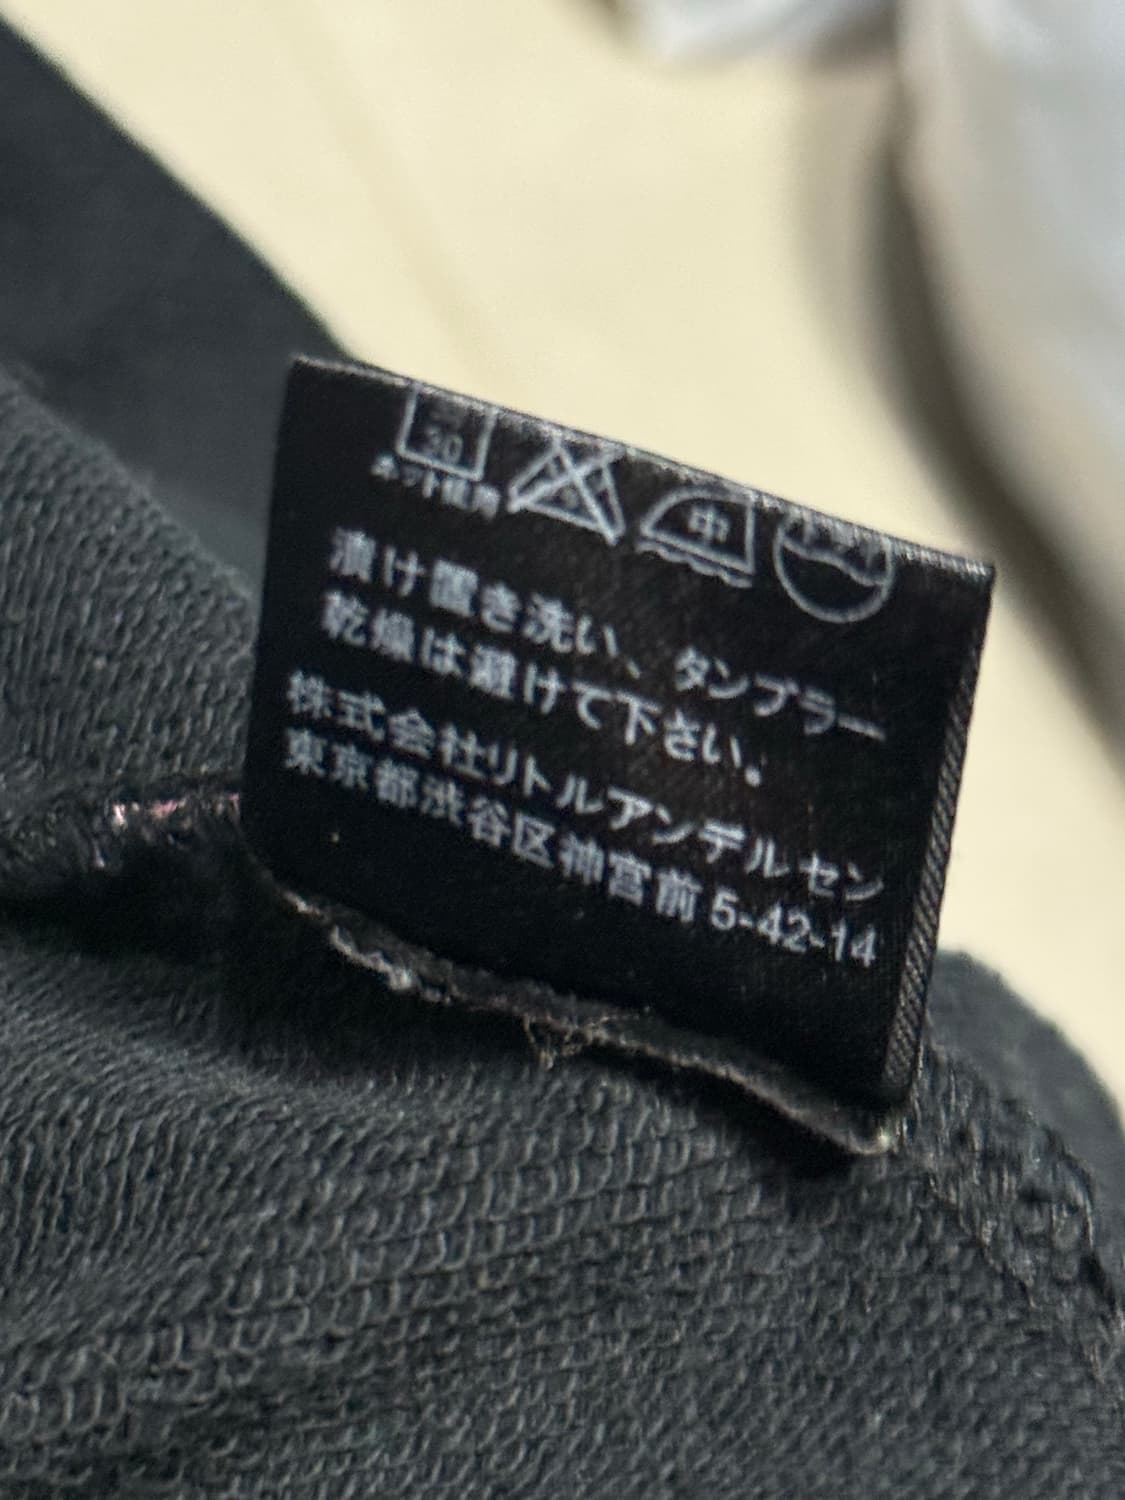 30
中
ネット使用
漬け置き洗い、タンブラー
乾燥は避けて下さい。
株式会社リトルアンデルセン
東京都渋谷区神宮前 5-42-14